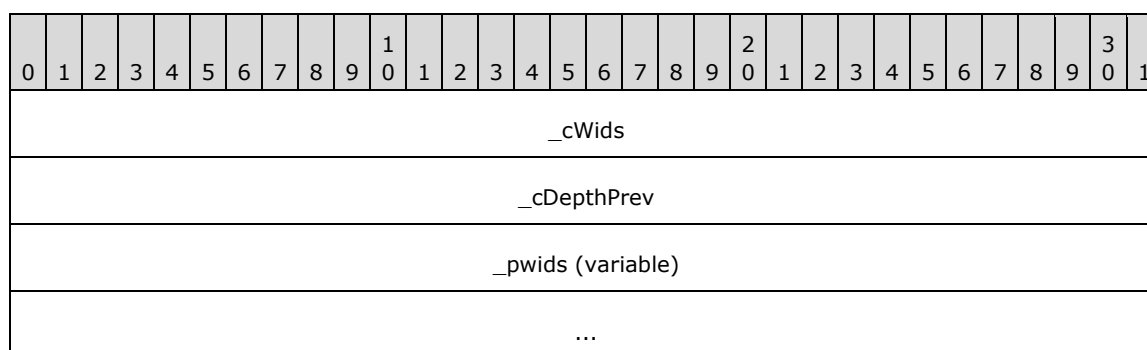 1 2 3
0 1 2 3 4 5 6 7 8 9 0 1 2 3 4 5 6 7 8 9 0 1 2 3 4 5 6 7 8 9 0 1
_cWids
_cDepthPrev
_pwids (variable)
...